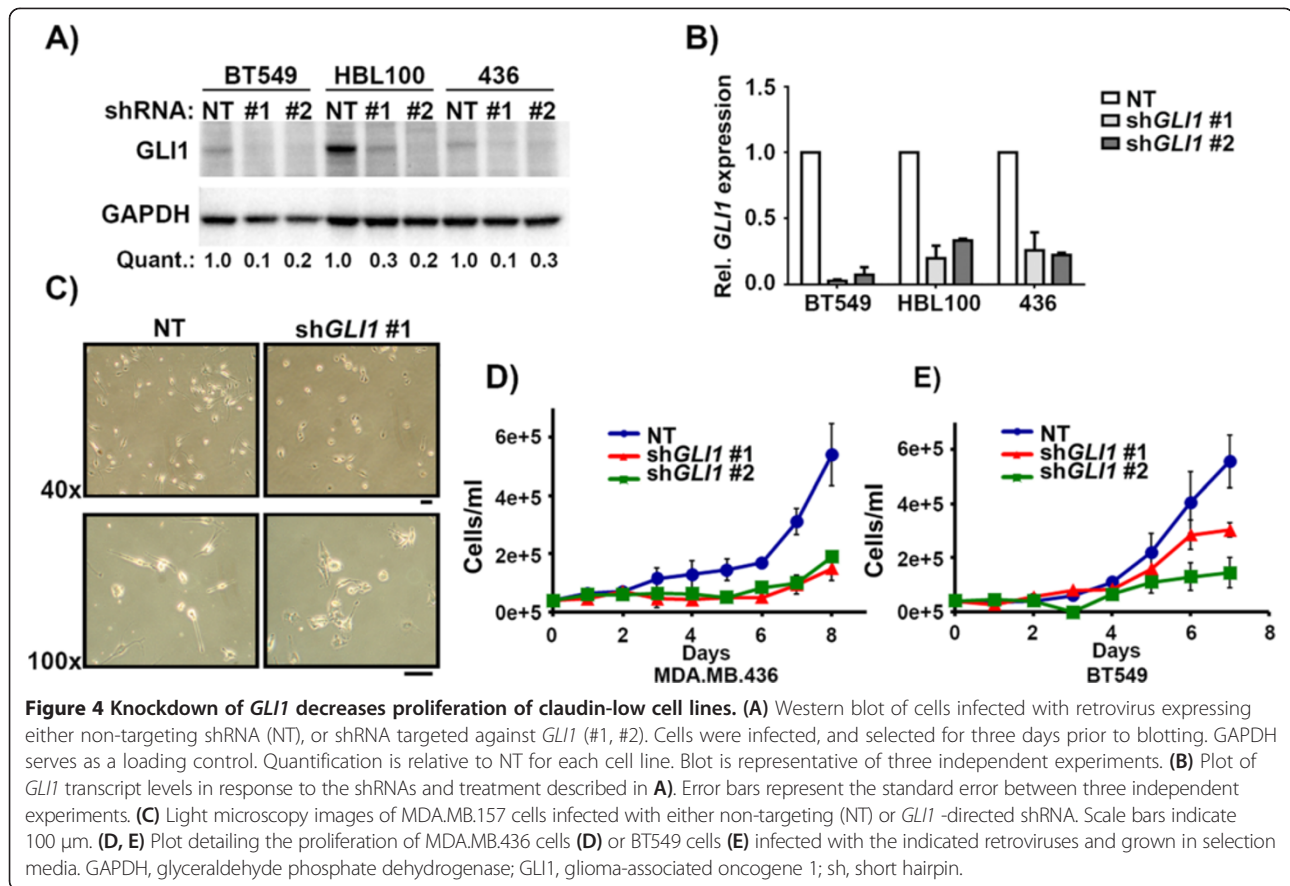 A)
BT549 HBL100 436
shRNA: NT #1 #2 NT #1 #2 NT #1 #2
GLI1
GAPDH
Quant.: 1.0 0.1 0.2 1.0 0.3 0.2 1.0 0.1 0.3
B)
Rel. GLI1 expression
1.5
1.0
0.5
0.0
BT549 HBL100 436
NT
shGLI1 #1
shGLI1 #2
C)
NT shGLI1 #1
40x
100x
D)
Cells/ml
6e+5
4e+5
2e+5
0e+5
NT
shGLI1 #1
shGLI1 #2
0 2 4 6 8
Days
MDA.MB.436
E)
Cells/ml
6e+5
4e+5
2e+5
0e+5
NT
shGLI1 #1
shGLI1 #2
0 2 4 6 8
Days
BT549
Figure 4 Knockdown of GLI1 decreases proliferation of claudin-low cell lines. (A) Western blot of cells infected with retrovirus expressing
either non-targeting shRNA (NT), or shRNA targeted against GLI1 (#1, #2). Cells were infected, and selected for three days prior to blotting. GAPDH
serves as a loading control. Quantification is relative to NT for each cell line. Blot is representative of three independent experiments. (B) Plot of
GLI1 transcript levels in response to the shRNAs and treatment described in A). Error bars represent the standard error between three independent
experiments. (C) Light microscopy images of MDA.MB.157 cells infected with either non-targeting (NT) or GLI1 -directed shRNA. Scale bars indicate
100 μm. (D, E) Plot detailing the proliferation of MDA.MB.436 cells (D) or BT549 cells (E) infected with the indicated retroviruses and grown in selection
media. GAPDH, glyceraldehyde phosphate dehydrogenase; GLI1, glioma-associated oncogene 1; sh, short hairpin.